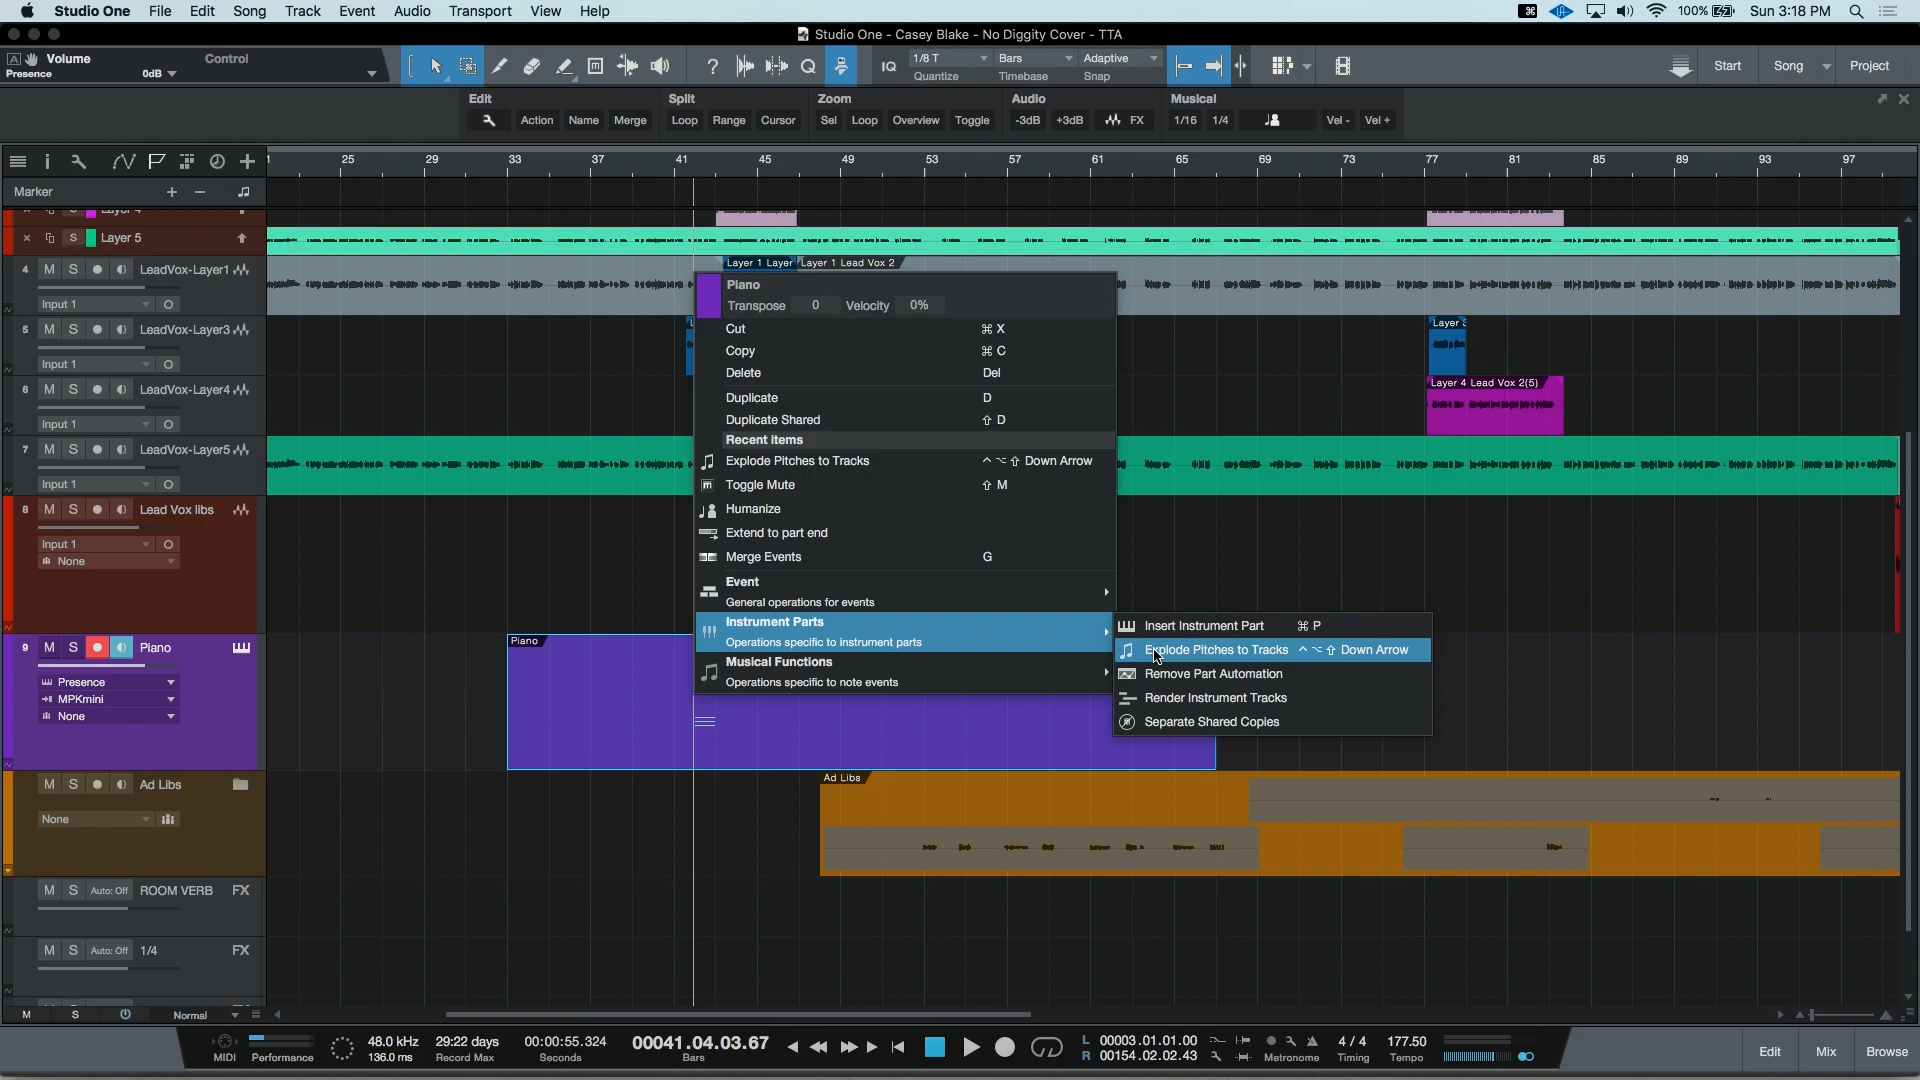 Studio One File Edit Song Track Event Audio Transport View Help
100% Sun 3:18 PM
Studio One - Casey Blake - No Diggity Cover - TTA
Volume
Presence 0dB
Control
IQ
1/8 T
Quantize
Bars
Timebase
Adaptive
Snap
Start Song Project
Edit
Action Name Merge
Split
Loop Range Cursor
Zoom
Sel Loop Overview Toggle
Audio
-3dB +3dB FX
Musical
1/16 1/4 Vel - Vel +
25 29 33 37 41 45 49 53 57 61 65 69 73 77 81 85 89 93 97
Marker
S Layer 5
4 M S LeadVox-Layer1
Input 1
5 M S LeadVox-Layer3
Input 1
6 M S LeadVox-Layer4
Input 1
7 M S LeadVox-Layer5
Input 1
8 M S Lead Vox libs
Input 1
None
9 M S Piano
Presence
MPKmini
None
M S Ad Libs
None
M S Auto: Off ROOM VERB FX
M S Auto: Off 1/4 FX
M S Normal
Layer 1 Layer Layer 1 Lead Vox 2
Layer 4 Lead Vox 2(5)
Piano
Ad Libs
Piano
Transpose 0 Velocity 0%
Cut ⌘ X
Copy ⌘ C
Delete Del
Duplicate D
Duplicate Shared ⇧ D
Recent items
Explode Pitches to Tracks ^⌥⇧ Down Arrow
Toggle Mute ⇧ M
Humanize
Extend to part end
Merge Events G
Event
General operations for events
Instrument Parts
Operations specific to instrument parts
Musical Functions
Operations specific to note events
Insert Instrument Part ⌘ P
Explode Pitches to Tracks ^⌥⇧ Down Arrow
Remove Part Automation
Render Instrument Tracks
Separate Shared Copies
MIDI
Performance
48.0 kHz
136.0 ms
29:22 days
Record Max
00:00:55.324
Seconds
00041.04.03.67
Bars
L 00003.01.01.00
R 00154.02.02.43
Metronome
4 / 4
Timing
177.50
Tempo
Edit Mix Browse